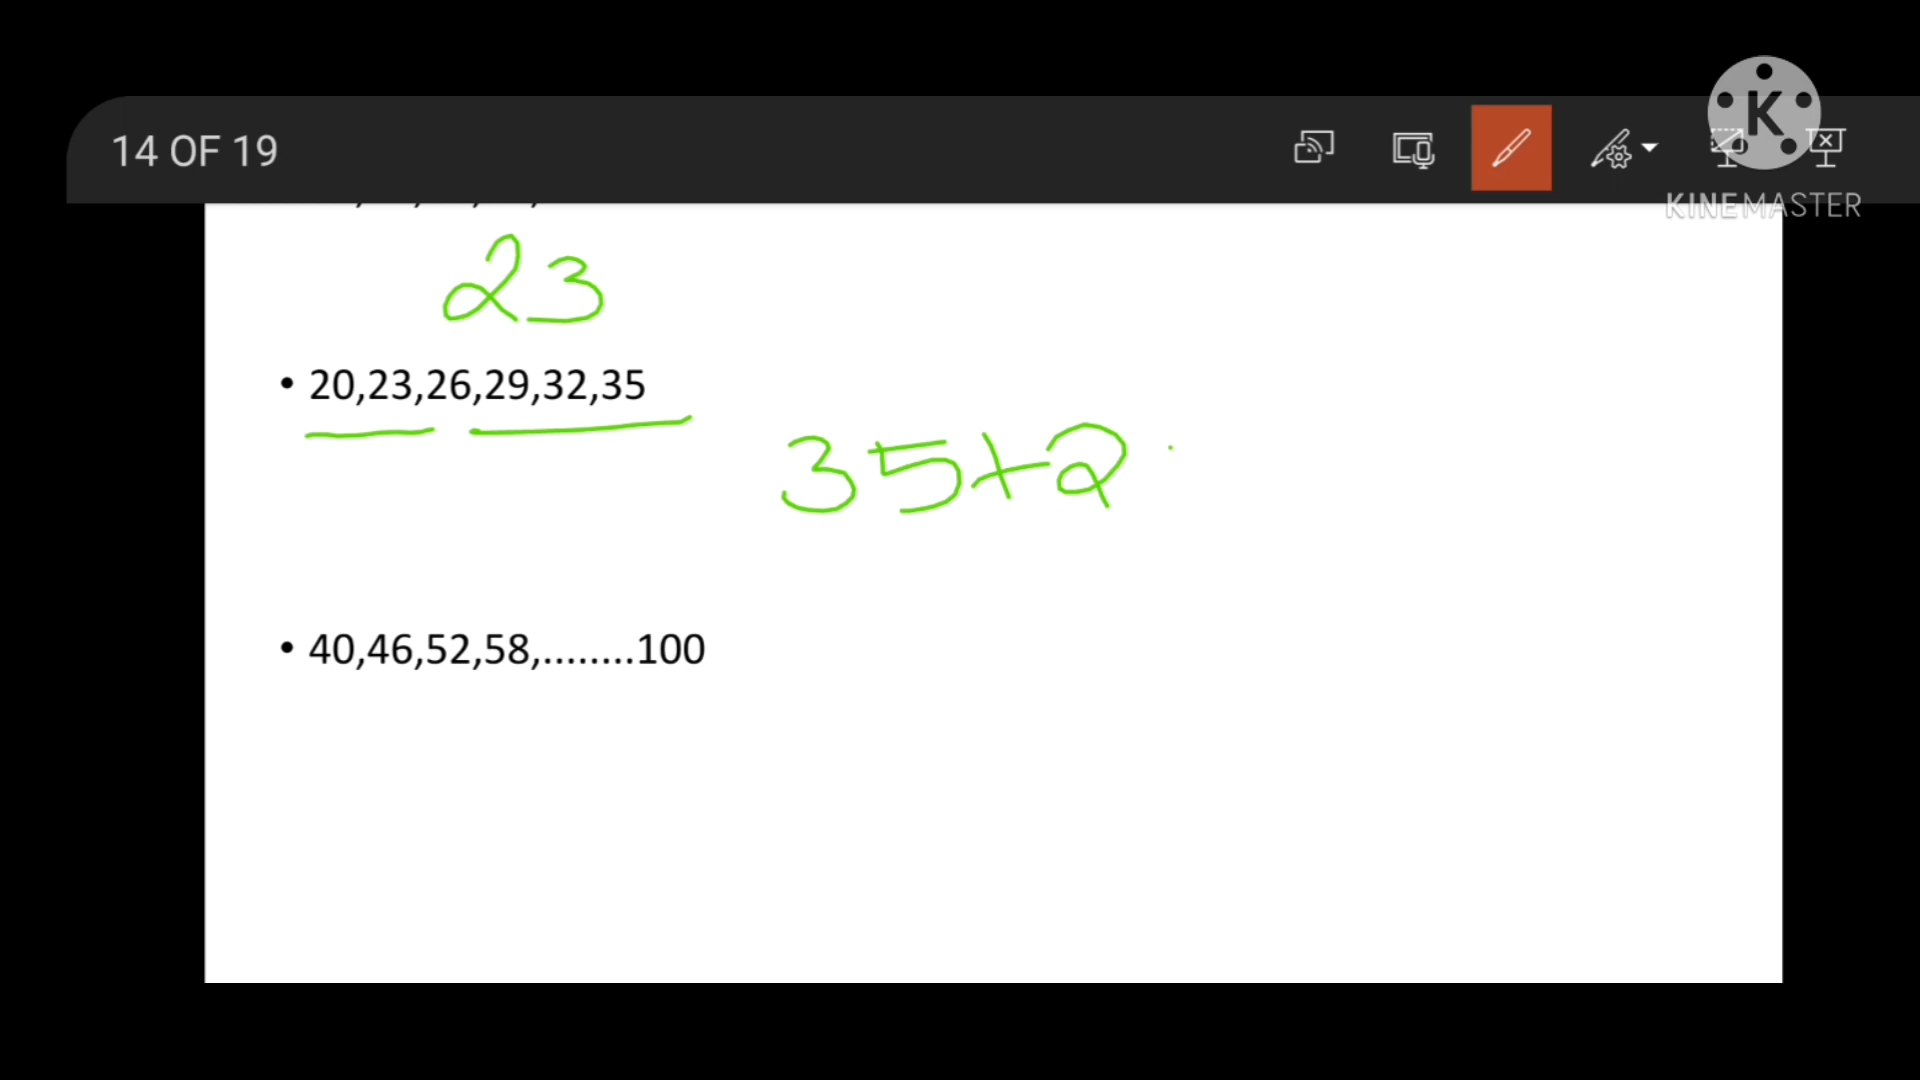 14 OF 19
K
KINEMASTER
23
• 20,23,26,29,32,35
35+2
• 40,46,52,58,........100